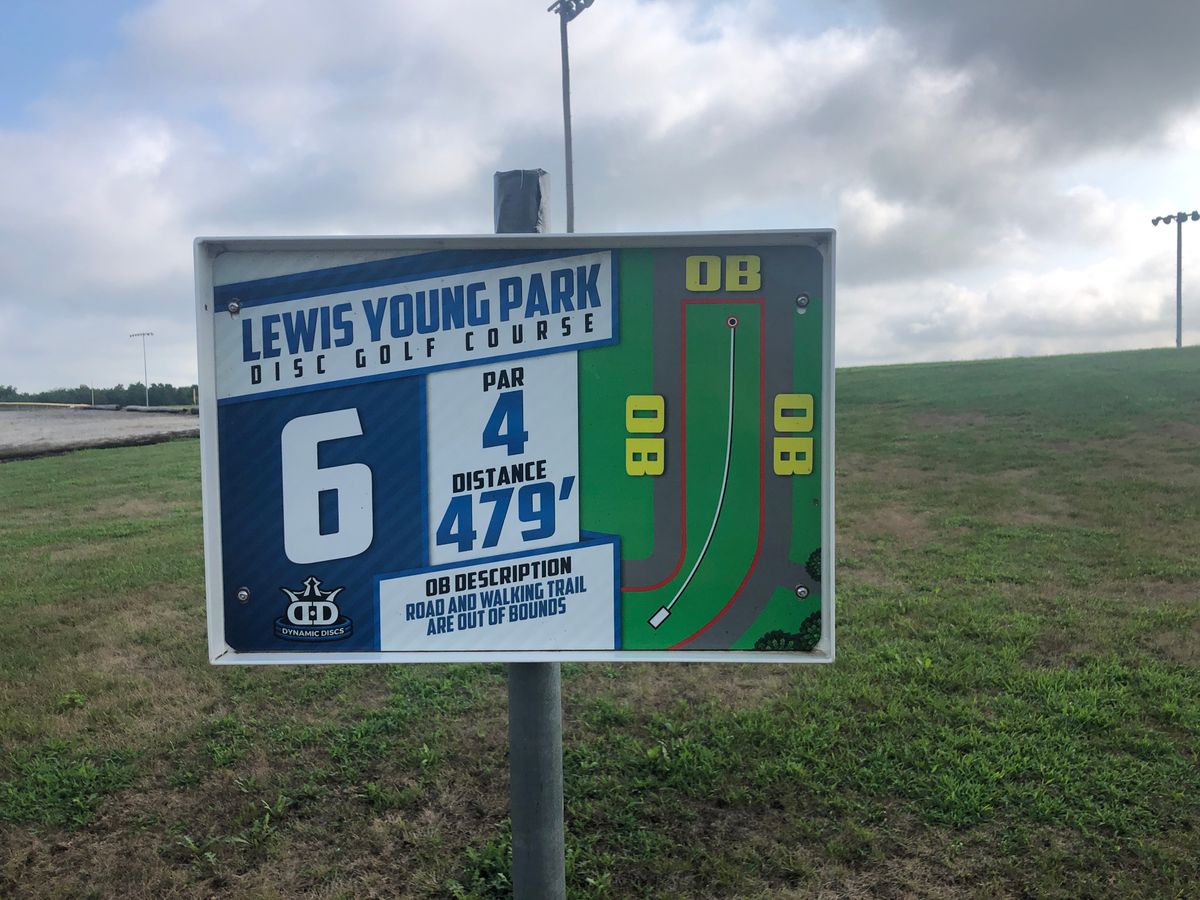 LEWIS YOUNG PARK
DISC GOLF COURSE
6
PAR
4
DISTANCE
479'
OB DESCRIPTION
ROAD AND WALKING TRAIL
ARE OUT OF BOUNDS
DD
DYNAMIC DISCS
OB
OB
OB